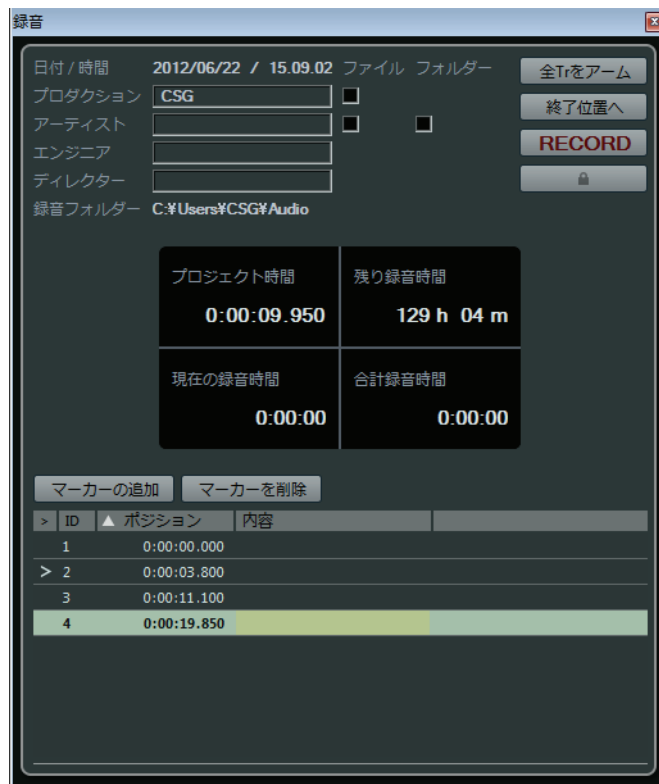 録音
日付 / 時間 2012/06/22 / 15.09.02 ファイル フォルダー 全Trをアーム
プロダクション CSG 終了位置へ
アーティスト
エンジニア RECORD
ディレクター
録音フォルダー C:¥Users¥CSG¥Audio
プロジェクト時間 残り録音時間
0:00:09.950 129 h 04 m
現在の録音時間 合計録音時間
0:00:00 0:00:00
マーカーの追加 マーカーを削除
> ID ▲ ポジション 内容
1 0:00:00.000
> 2 0:00:03.800
3 0:00:11.100
4 0:00:19.850